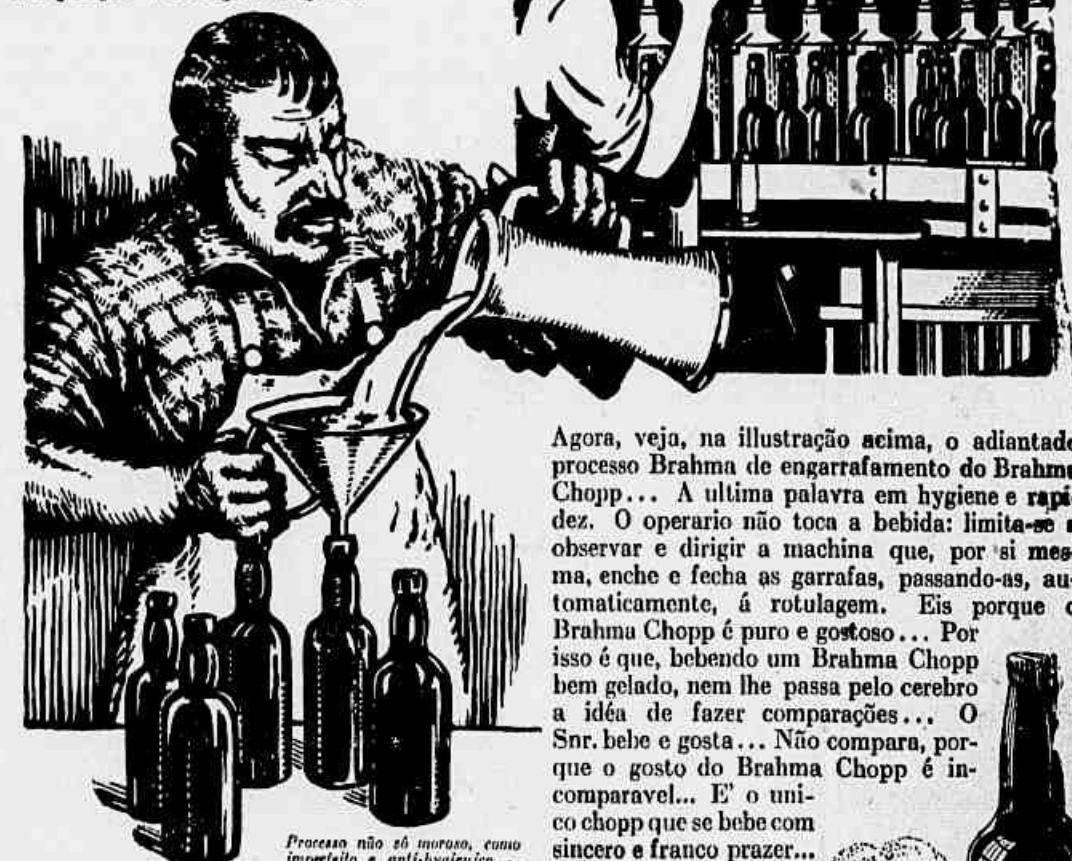 Processo não só moroso, como
imperfeito e anti-hygienico
Agora, veja, na illustração acima, o adiantado
processo Brahma de engarrafamento do Brahma
Chopp... A ultima palavra em hygiene e rapi-
dez. O operario não toca a bebida: limita-se a
observar e dirigir a machina que, por si mes-
ma, enche e fecha as garrafas, passando-as, au-
tomaticamente, á rotulagem. Eis porque o
Brahma Chopp é puro e gostoso... Por
isso é que, bebendo um Brahma Chopp
bem gelado, nem lhe passa pelo cerebro
a idéa de fazer comparações... O
Snr. bebe e gosta... Não compara, por-
que o gosto do Brahma Chopp é in-
comparavel... E' o uni-
co chopp que se bebe com
sincero e franco prazer...